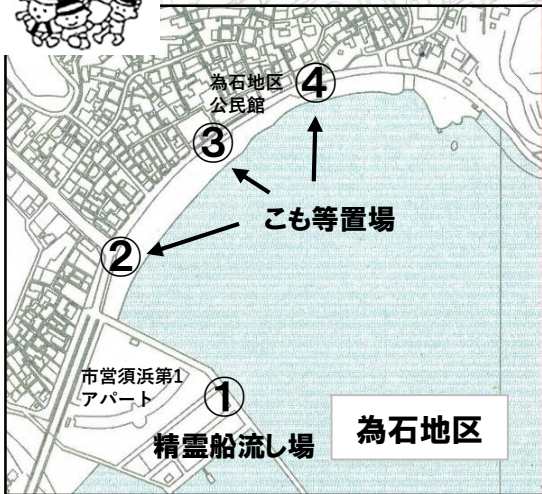 為石地区
公民館
④
③
こも等置場
②
市営須浜第1
アパート
①
精霊船流し場
為石地区